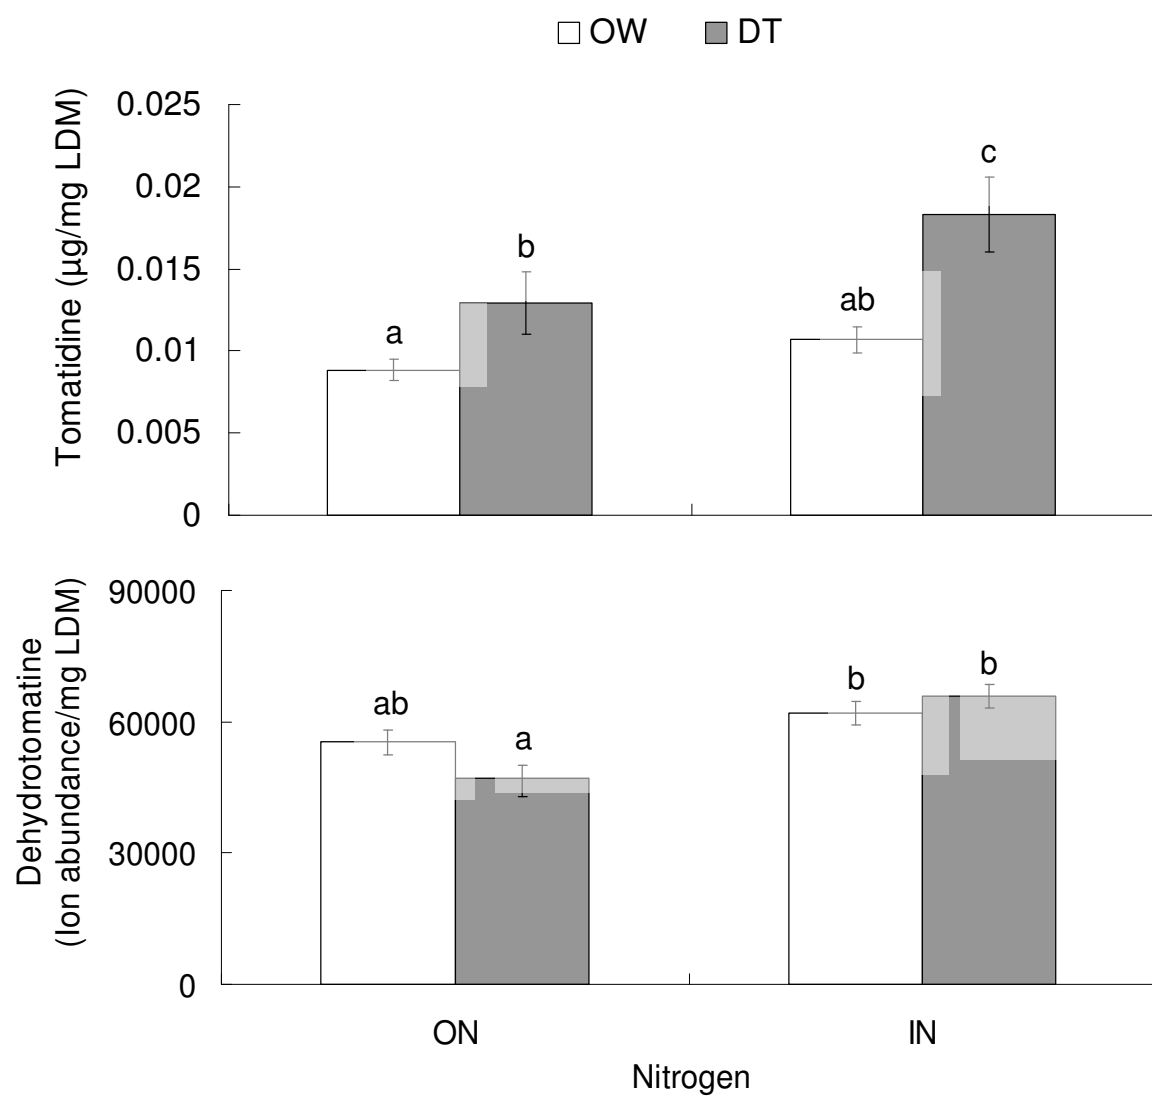 OW DT
Tomatidine (µg/mg LDM)
0.025
0.02
0.015
0.01
0.005
0
a
b
ab
c
Dehydrotomatine
(Ion abundance/mg LDM)
90000
60000
30000
0
ab
a
b
b
ON IN
Nitrogen